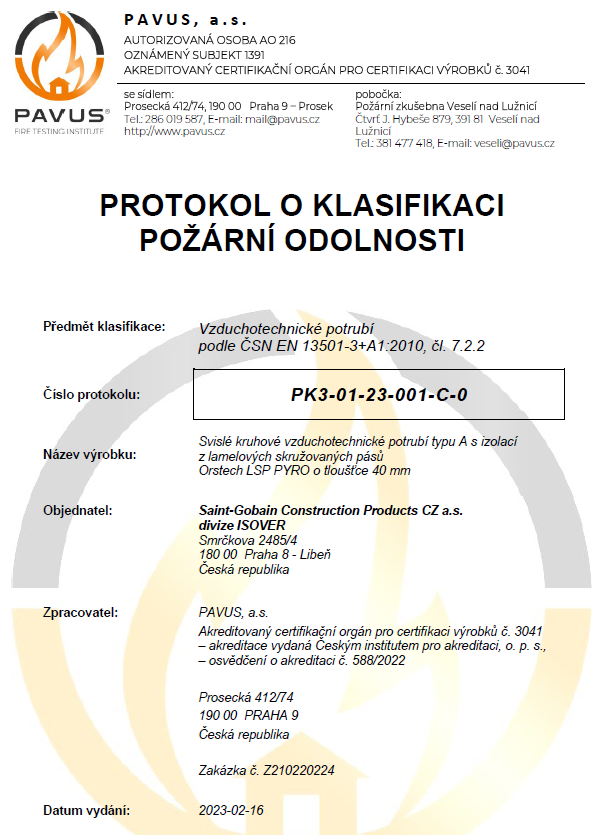 PAVUS, a.s.
AUTORIZOVANÁ OSOBA AO 216
OZNÁMENÝ SUBJEKT 1391
AKREDITOVANÝ CERTIFIKAČNÍ ORGÁN PRO CERTIFIKACI VÝROBKŮ č. 3041
PAVUS®
FIRE TESTING INSTITUTE
se sídlem:
Prosecká 412/74, 190 00 Praha 9 – Prosek
Tel.: 286 019 587, E-mail: mail@pavus.cz
http://www.pavus.cz
pobočka:
Požární zkušebna Veselí nad Lužnicí
Čtvrť J. Hybeše 879, 391 81 Veselí nad
Lužnicí
Tel.: 381 477 418, E-mail: veseli@pavus.cz
PROTOKOL O KLASIFIKACI
POŽÁRNÍ ODOLNOSTI
Předmět klasifikace:
Vzduchotechnické potrubí
podle ČSN EN 13501-3+A1:2010, čl. 7.2.2
Číslo protokolu:
PK3-01-23-001-C-0
Název výrobku:
Svislé kruhové vzduchotechnické potrubí typu A s izolací
z lamelových skružovaných pásů
Orstech LSP PYRO o tloušťce 40 mm
Objednatel:
Saint-Gobain Construction Products CZ a.s.
divize ISOVER
Smrčkova 2485/4
180 00 Praha 8 - Libeň
Česká republika
Zpracovatel:
PAVUS, a.s.
Akreditovaný certifikační orgán pro certifikaci výrobků č. 3041
– akreditace vydaná Českým institutem pro akreditaci, o. p. s.,
– osvědčení o akreditaci č. 588/2022
Prosecká 412/74
190 00 PRAHA 9
Česká republika
Zakázka č. Z210220224
Datum vydání:
2023-02-16